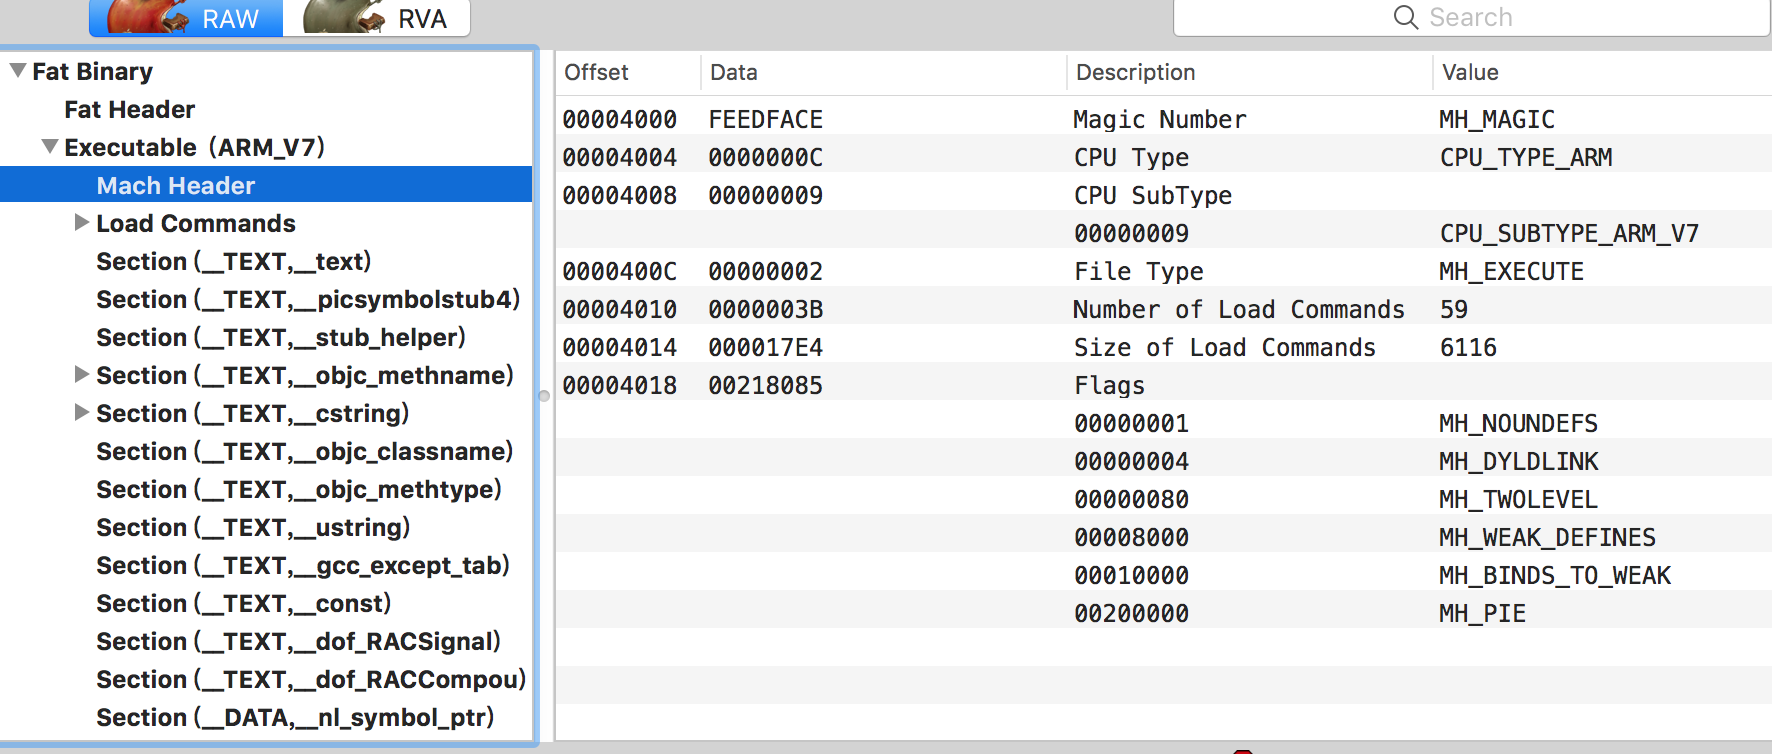 RAW RVA Search
Fat Binary
Fat Header
Executable (ARM_V7)
Mach Header
Load Commands
Section (__TEXT,__text)
Section (__TEXT,__picsymbolstub4)
Section (__TEXT,__stub_helper)
Section (__TEXT,__objc_methname)
Section (__TEXT,__cstring)
Section (__TEXT,__objc_classname)
Section (__TEXT,__objc_methtype)
Section (__TEXT,__ustring)
Section (__TEXT,__gcc_except_tab)
Section (__TEXT,__const)
Section (__TEXT,__dof_RACSignal)
Section (__TEXT,__dof_RACCompou)
Section (__DATA,__nl_symbol_ptr)
Offset Data Description Value
00004000 FEEDFACE Magic Number MH_MAGIC
00004004 0000000C CPU Type CPU_TYPE_ARM
00004008 00000009 CPU SubType
00000009 CPU_SUBTYPE_ARM_V7
0000400C 00000002 File Type MH_EXECUTE
00004010 0000003B Number of Load Commands 59
00004014 000017E4 Size of Load Commands 6116
00004018 00218085 Flags
00000001 MH_NOUNDEFS
00000004 MH_DYLDLINK
00000080 MH_TWOLEVEL
00008000 MH_WEAK_DEFINES
00010000 MH_BINDS_TO_WEAK
00200000 MH_PIE